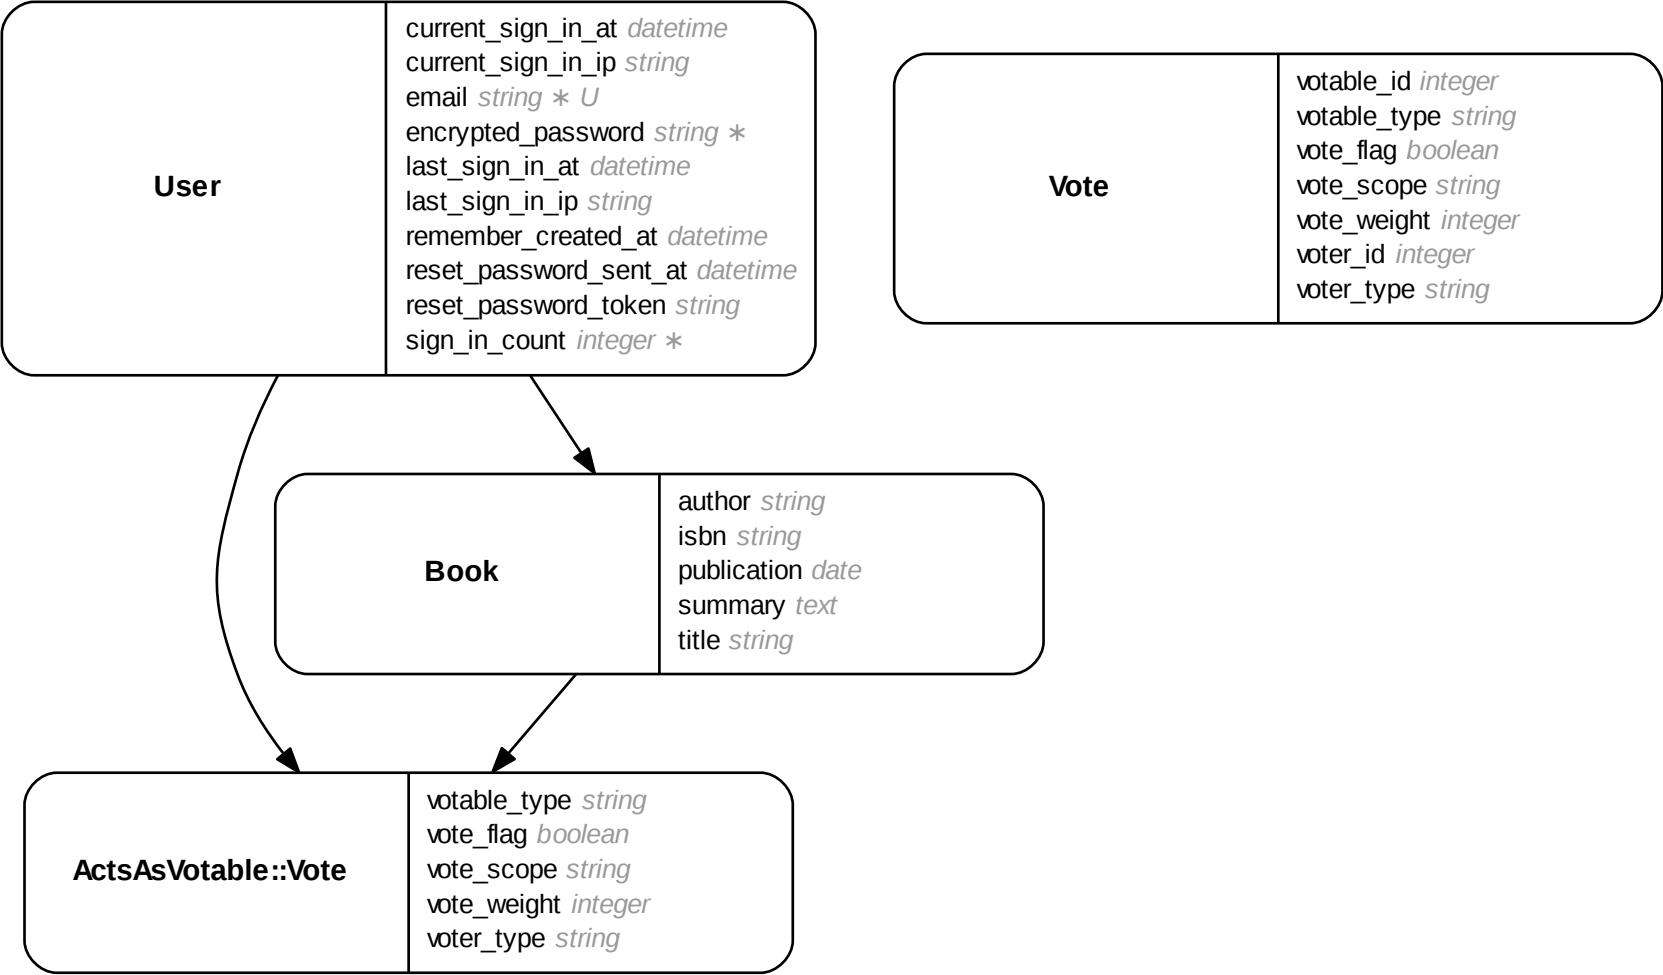 User
current_sign_in_at datetime
current_sign_in_ip string
email string ∗ U
encrypted_password string ∗
last_sign_in_at datetime
last_sign_in_ip string
remember_created_at datetime
reset_password_sent_at datetime
reset_password_token string
sign_in_count integer ∗
Vote
votable_id integer
votable_type string
vote_flag boolean
vote_scope string
vote_weight integer
voter_id integer
voter_type string
Book
author string
isbn string
publication date
summary text
title string
ActsAsVotable::Vote
votable_type string
vote_flag boolean
vote_scope string
vote_weight integer
voter_type string